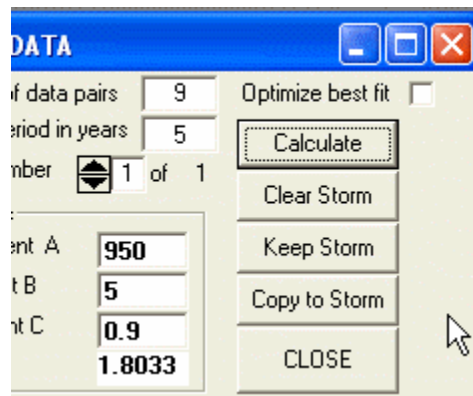 DATA
of data pairs 9 Optimize best fit
eriod in years 5 Calculate
mber 1 of 1
Clear Storm
ent A 950 Keep Storm
t B 5 Copy to Storm
nt C 0.9
1.8033 CLOSE